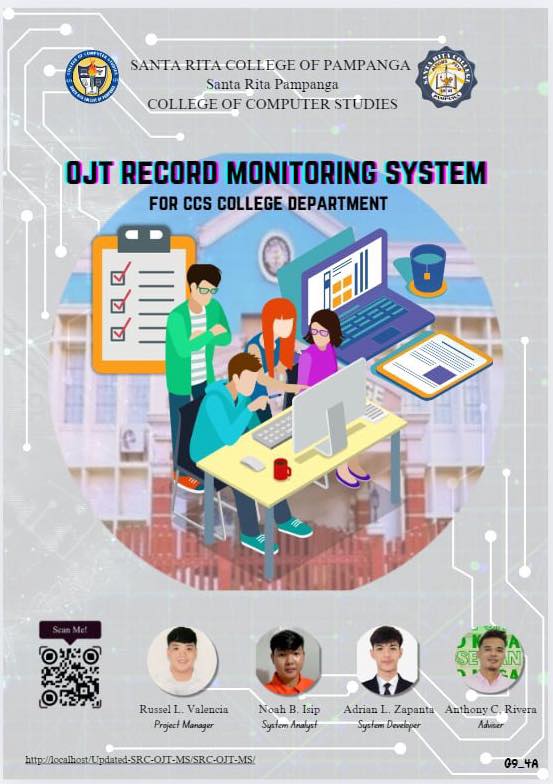 SANTA RITA COLLEGE OF PAMPANGA
Santa Rita Pampanga
COLLEGE OF COMPUTER STUDIES
OJT RECORD MONITORING SYSTEM
FOR CCS COLLEGE DEPARTMENT
Scan Me!
Russel L. Valencia
Project Manager
Noah B. Isip
System Analyst
Adrian L. Zapanta
System Developer
Anthony C. Rivera
Adviser
http://localhost/Updated-SRC-OJT-MS/SRC-OJT-MS/
G9_4A